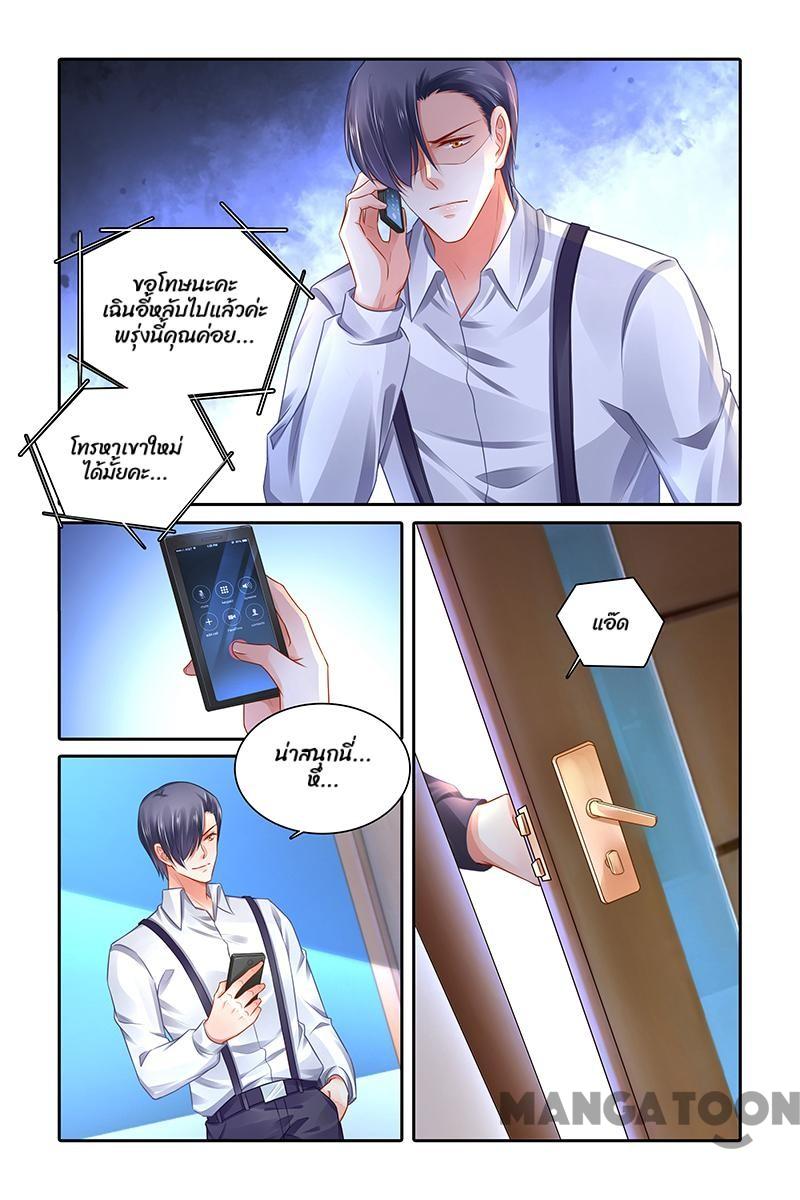 ขอโทษนะคะ
เฉินอี้หลับไปแล้วค่ะ
พรุ่งนี้คุณค่อย...
โทรหาเขาใหม่
ได้มั้ยคะ...
แอ๊ด
น่าสนุกนี่...
หึ...
MANGATOON